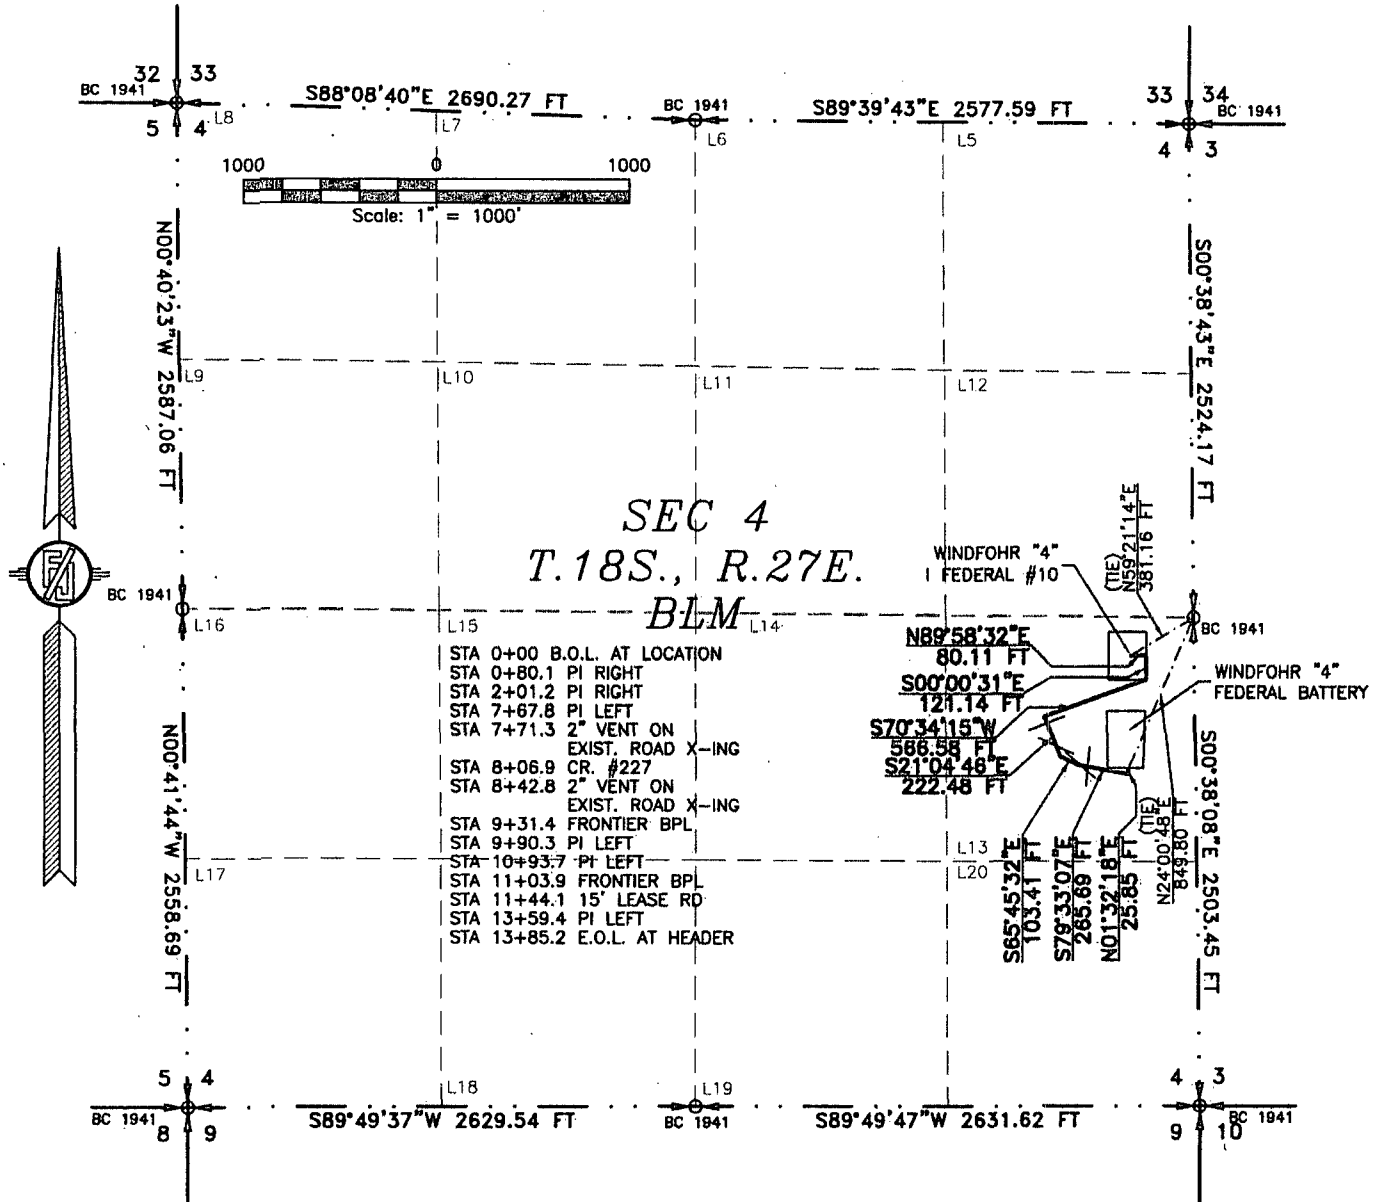 32 33
BC 1941
5 4
L8
S88°08'40"E 2690.27 FT
L7
BC 1941
L6
S89°39'43"E 2577.59 FT
L5
33 34
BC 1941
4 3
1000 0 1000
Scale: 1" = 1000'
N00°40'23"W 2587.06 FT
S00°38'43"E 2524.17 FT
L9
L10
L11
L12
SEC 4
T.18S., R.27E.
BLM
WINDFOHR "4"
I FEDERAL #10
(TIE)
N59°21'14"E
381.16 FT
BC 1941
L16
L15
L14
BC 1941
STA 0+00 B.O.L. AT LOCATION
STA 0+80.1 PI RIGHT
STA 2+01.2 PI RIGHT
STA 7+67.8 PI LEFT
STA 7+71.3 2" VENT ON
EXIST. ROAD X-ING
STA 8+06.9 CR. #227
STA 8+42.8 2" VENT ON
EXIST. ROAD X-ING
STA 9+31.4 FRONTIER BPL
STA 9+90.3 PI LEFT
STA 10+93.7 PI LEFT
STA 11+03.9 FRONTIER BPL
STA 11+44.1 15' LEASE RD
STA 13+59.4 PI LEFT
STA 13+85.2 E.O.L. AT HEADER
N89°58'32"E
80.11 FT
S00°00'31"E
121.14 FT
S70°34'15"W
566.58 FT
S21°04'46"E
222.48 FT
WINDFOHR "4"
FEDERAL BATTERY
S65°45'32"E
103.41 FT
S79°33'07"E
265.69 FT
N01°32'18"E
25.85 FT
(TIE)
N24°00'48"E
849.80 FT
N00°41'44"W 2558.69 FT
S00°38'08"E 2503.45 FT
L17
L13
L20
5 4
BC 1941
8 9
L18
S89°49'37"W 2629.54 FT
L19
BC 1941
S89°49'47"W 2631.62 FT
4 3
BC 1941
9 10